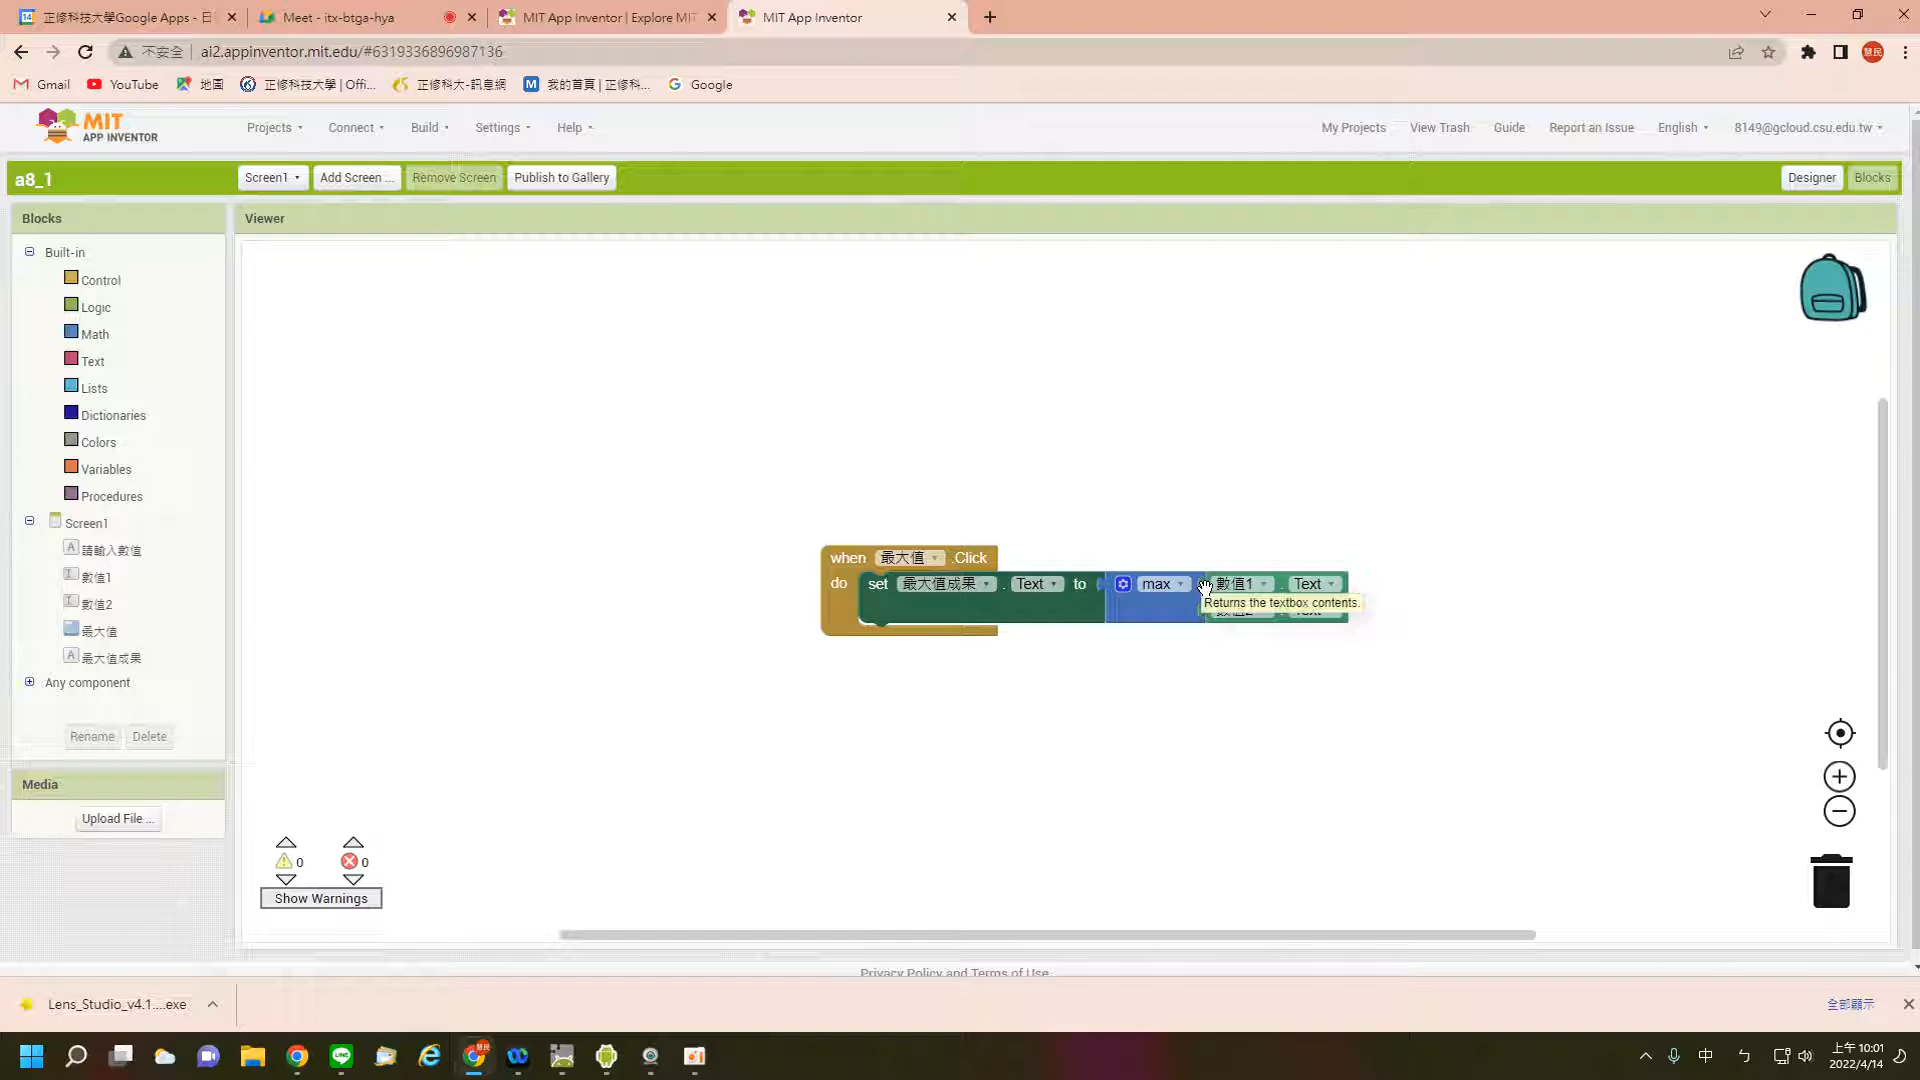 正修科技大學Google Apps - 日
Meet - itx-btga-hya
MIT App Inventor | Explore MIT
MIT App Inventor
不安全
ai2.appinventor.mit.edu/#6319336896987136
Gmail
YouTube
地圖
正修科技大學 | Offi...
正修科大-訊息網
我的首頁 | 正修科...
Google
MIT
APP INVENTOR
Projects
Connect
Build
Settings
Help
My Projects
View Trash
Guide
Report an Issue
English
8149@gcloud.csu.edu.tw
a8_1
Screen1
Add Screen ...
Remove Screen
Publish to Gallery
Designer
Blocks
Blocks
Viewer
Built-in
Control
Logic
Math
Text
Lists
Dictionaries
Colors
Variables
Procedures
Screen1
請輸入數值
數值1
數值2
最大值
最大值成果
Any component
Rename
Delete
Media
Upload File ...
when 最大值 .Click
do set 最大值成果 . Text to max 數值1 . Text
Returns the textbox contents.
0
0
Show Warnings
Privacy Policy and Terms of Use
Lens_Studio_v4.1....exe
全部顯示
中
上午 10:01
2022/4/14